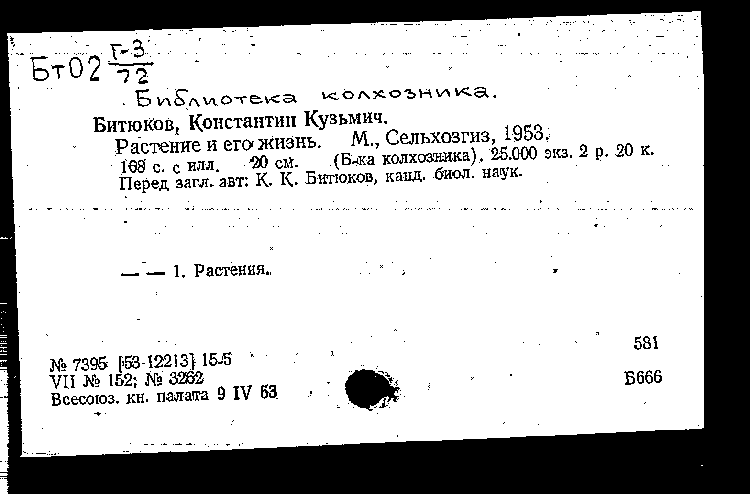 Бт02 Г-3/72
Библиотека колхозника.
Битюков, Константин Кузьмич.
Растение и его жизнь. М., Сельхозгиз, 1953.
168 с. с илл. 20 см. (Б-ка колхозника). 25.000 экз. 2 р. 20 к.
Перед загл. авт: К. К. Битюков, канд. биол. наук.
— — 1. Растения.
581
№ 7395 [53-12213] 15-5
VII № 152; № 3262
Б666
Всесоюз. кн. палата 9 IV 53